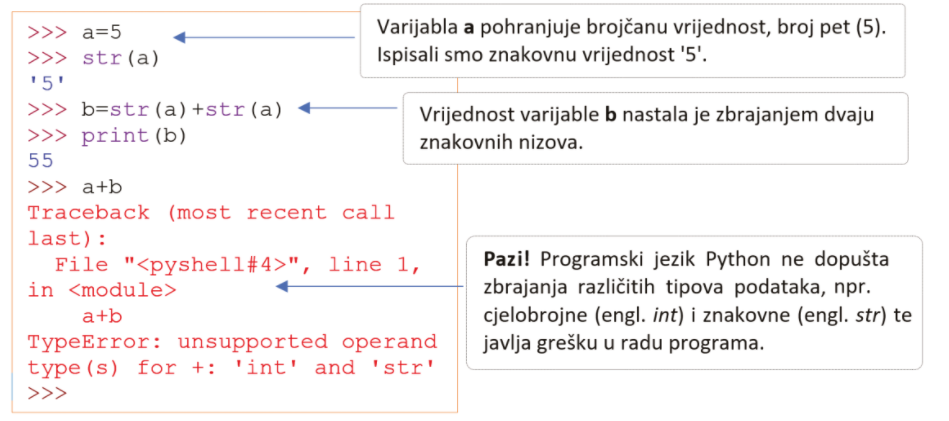 >>> a=5
>>> str(a)
'5'
>>> b=str(a)+str(a)
>>> print(b)
55
>>> a+b
Traceback (most recent call
last):
  File "<pyshell#4>", line 1,
in <module>
    a+b
TypeError: unsupported operand
type(s) for +: 'int' and 'str'
>>>
Varijabla a pohranjuje brojčanu vrijednost, broj pet (5).
Ispisali smo znakovnu vrijednost '5'.
Vrijednost varijable b nastala je zbrajanjem dvaju
znakovnih nizova.
Pazi! Programski jezik Python ne dopušta
zbrajanja različitih tipova podataka, npr.
cjelobrojne (engl. int) i znakovne (engl. str) te
javlja grešku u radu programa.